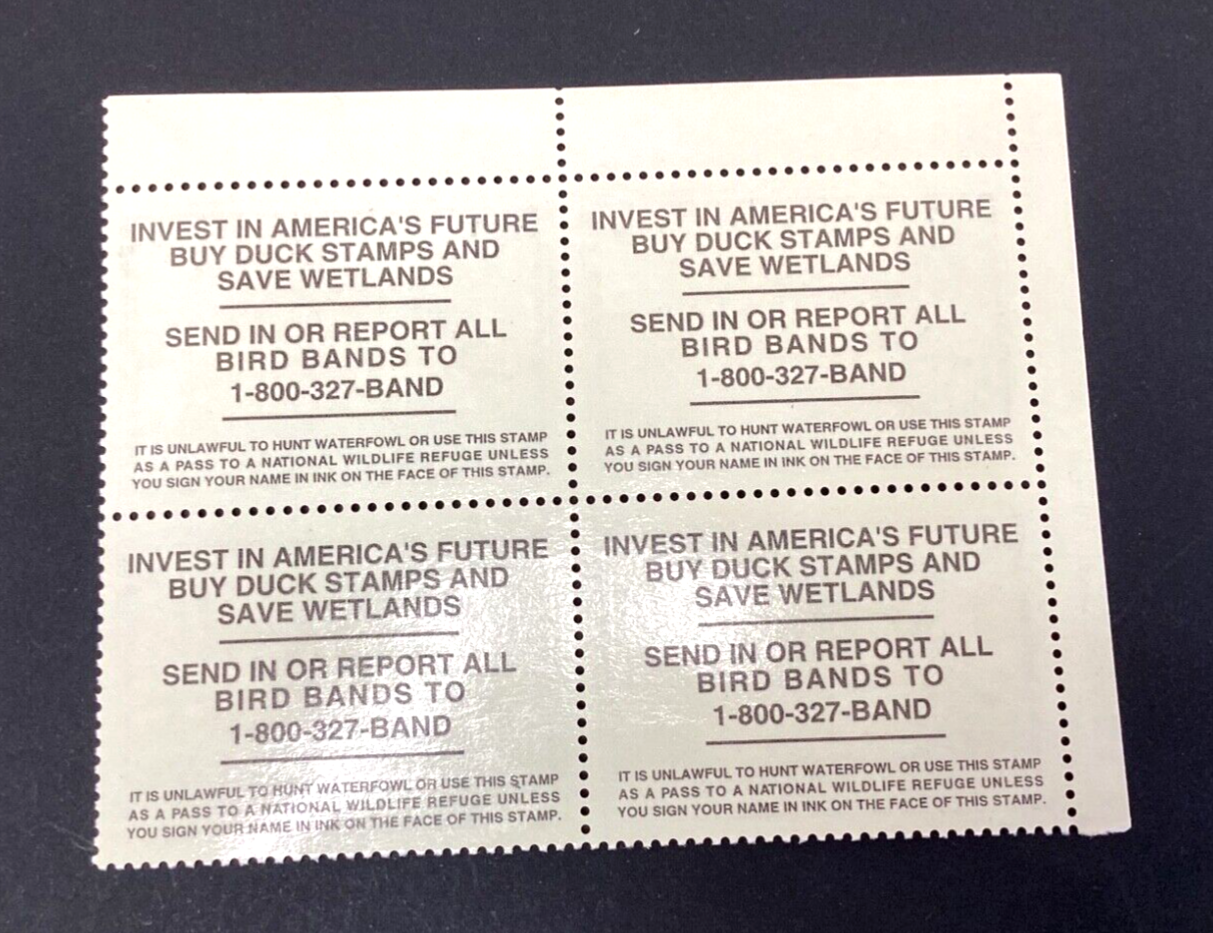 INVEST IN AMERICA'S FUTURE
BUY DUCK STAMPS AND
SAVE WETLANDS
SEND IN OR REPORT ALL
BIRD BANDS TO
1-800-327-BAND
IT IS UNLAWFUL TO HUNT WATERFOWL OR USE THIS STAMP
AS A PASS TO A NATIONAL WILDLIFE REFUGE UNLESS
YOU SIGN YOUR NAME IN INK ON THE FACE OF THIS STAMP.
INVEST IN AMERICA'S FUTURE
BUY DUCK STAMPS AND
SAVE WETLANDS
SEND IN OR REPORT ALL
BIRD BANDS TO
1-800-327-BAND
IT IS UNLAWFUL TO HUNT WATERFOWL OR USE THIS STAMP
AS A PASS TO A NATIONAL WILDLIFE REFUGE UNLESS
YOU SIGN YOUR NAME IN INK ON THE FACE OF THIS STAMP.
INVEST IN AMERICA'S FUTURE
BUY DUCK STAMPS AND
SAVE WETLANDS
SEND IN OR REPORT ALL
BIRD BANDS TO
1-800-327-BAND
IT IS UNLAWFUL TO HUNT WATERFOWL OR USE THIS STAMP
AS A PASS TO A NATIONAL WILDLIFE REFUGE UNLESS
YOU SIGN YOUR NAME IN INK ON THE FACE OF THIS STAMP.
INVEST IN AMERICA'S FUTURE
BUY DUCK STAMPS AND
SAVE WETLANDS
SEND IN OR REPORT ALL
BIRD BANDS TO
1-800-327-BAND
IT IS UNLAWFUL TO HUNT WATERFOWL OR USE THIS STAMP
AS A PASS TO A NATIONAL WILDLIFE REFUGE UNLESS
YOU SIGN YOUR NAME IN INK ON THE FACE OF THIS STAMP.